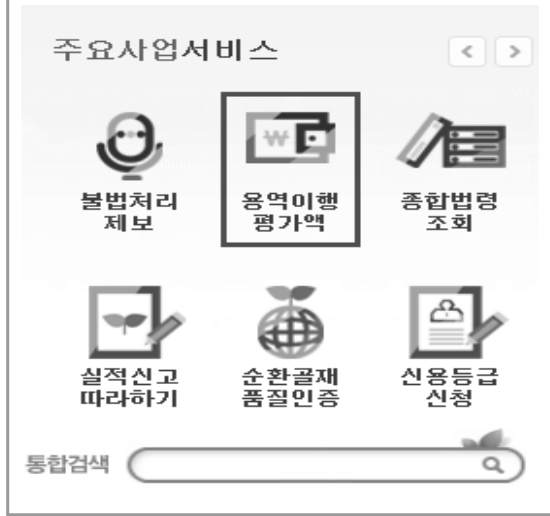 주요사업서비스
불법처리
제보
용역이행
평가액
종합법령
조회
실적신고
따라하기
순환골재
품질인증
신용등급
신청
통합검색